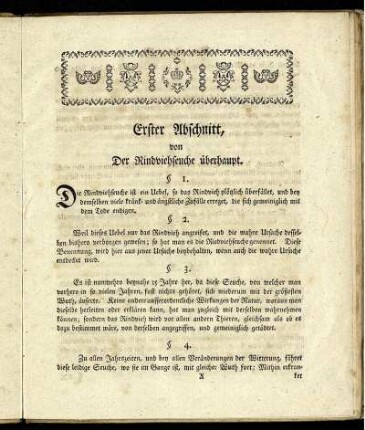 Erster Abschnitt,
von
Der Rindviehseuche überhaupt.
§ 1.
Die Rindviehseuche ist ein Uebel, so das Rindvieh plötzlich überfället, und bey
demselben viele kränk- und ängstliche Zufälle erreget, die sich gemeiniglich mit
dem Tode endigen.
§ 2.
Weil dieses Uebel nur das Rindvieh angreifet, und die wahre Ursache dessel-
ben bisher verborgen gewesen; so hat man es die Rindviehseuche genennet. Diese
Benennung, wird hier aus jener Ursache beybehalten, wenn auch die wahre Ursache
entdecket wird.
§ 3.
Es ist nunmehro beynahe 25 Jahre her, da diese Seuche, von welcher man
vorhero in so vielen Jahren, fast nichts gehöret, sich wiederum mit der grössesten
Wuth, äuserte. Keine andere ausserordentliche Wirkungen der Natur, woraus man
dieselbe herleiten oder erklären kann, hat man zugleich mit derselben wahrnehmen
können; sondern das Rindvieh wird vor allen andern Thieren, gleichsam als ob es
dazu bestimmet wäre, von derselben angegriffen, und gemeiniglich getödtet.
§ 4.
Zu allen Jahrszeiten, und bey allen Veränderungen der Witterung, führet
diese leidige Seuche, wo sie im Gange ist, mit gleicher Wuth fort; Mithin erkran-
A ket